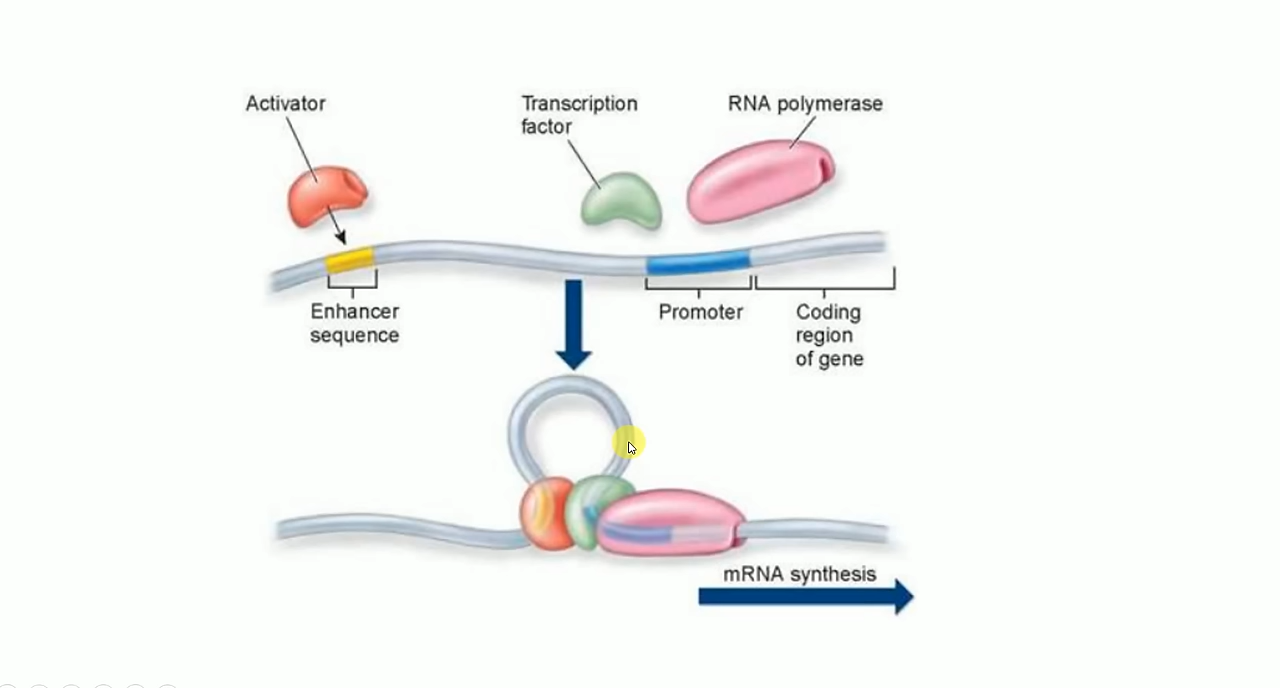 Activator
Transcription
factor
RNA polymerase
Enhancer
sequence
Promoter
Coding
region
of gene
mRNA synthesis